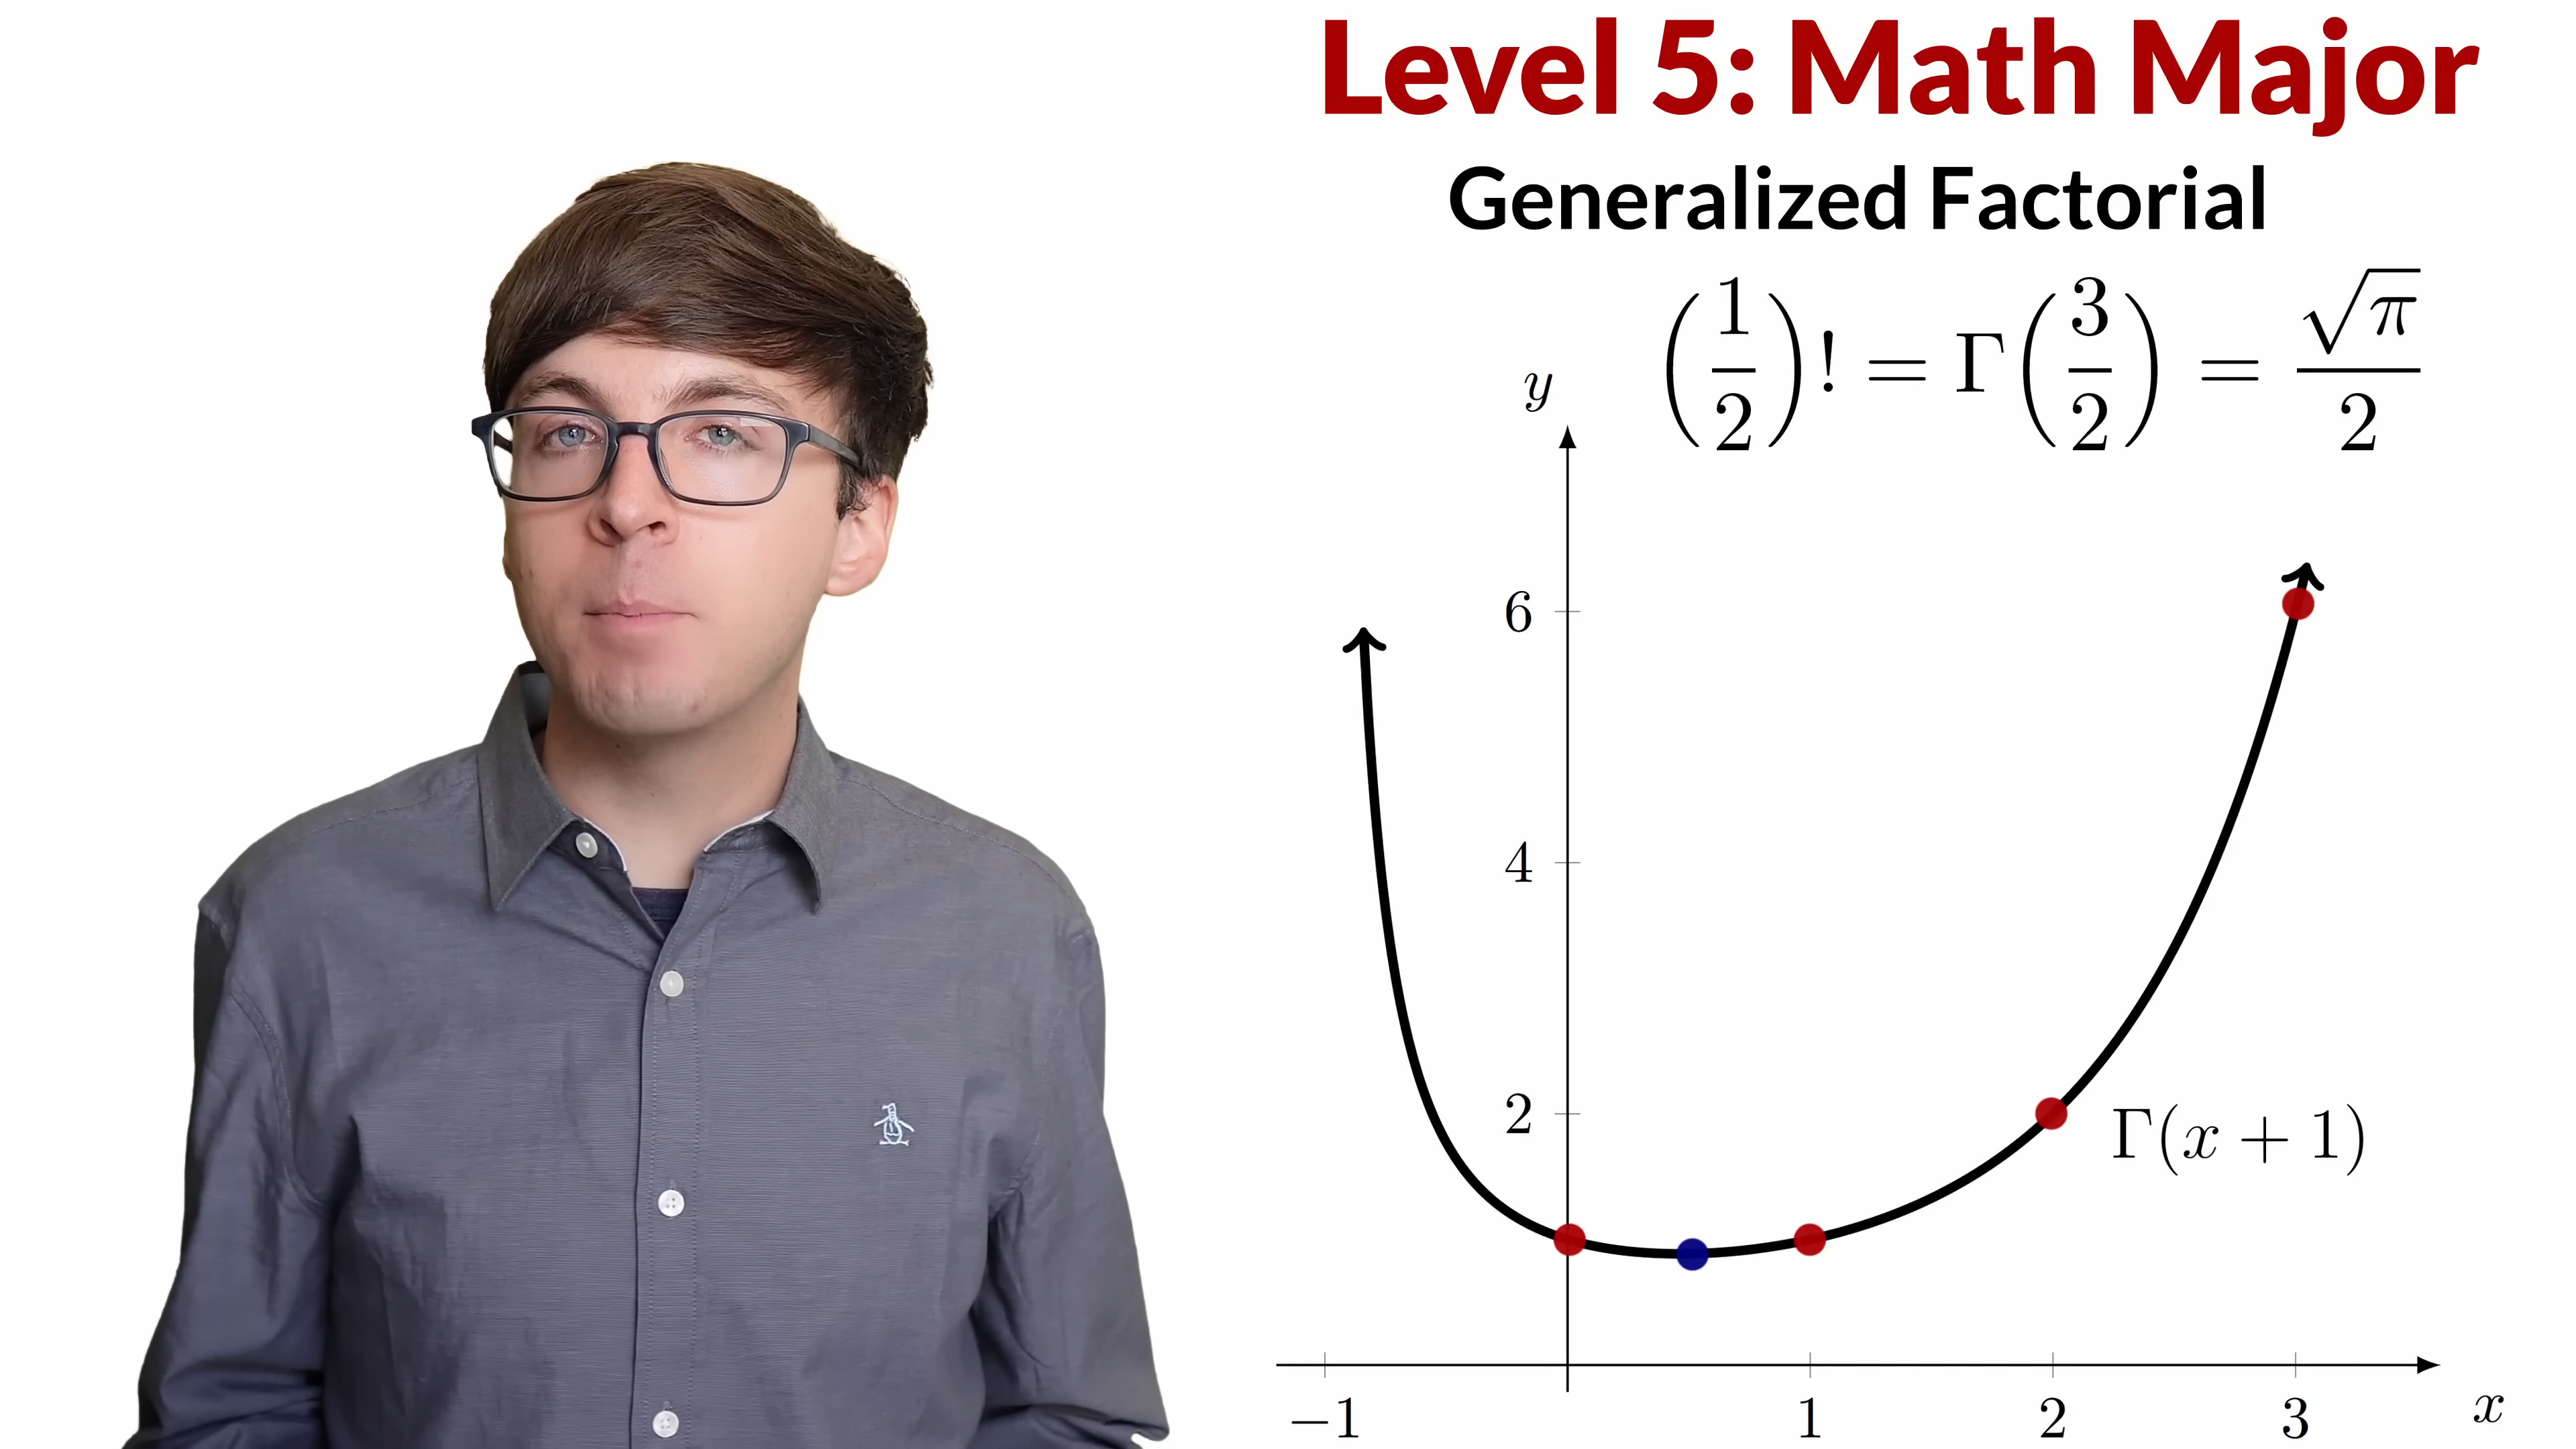 Level 5: Math Major
Generalized Factorial
(1/2)! = Γ(3/2) = √π/2
y
6
4
2
Γ(x + 1)
−1 1 2 3 x